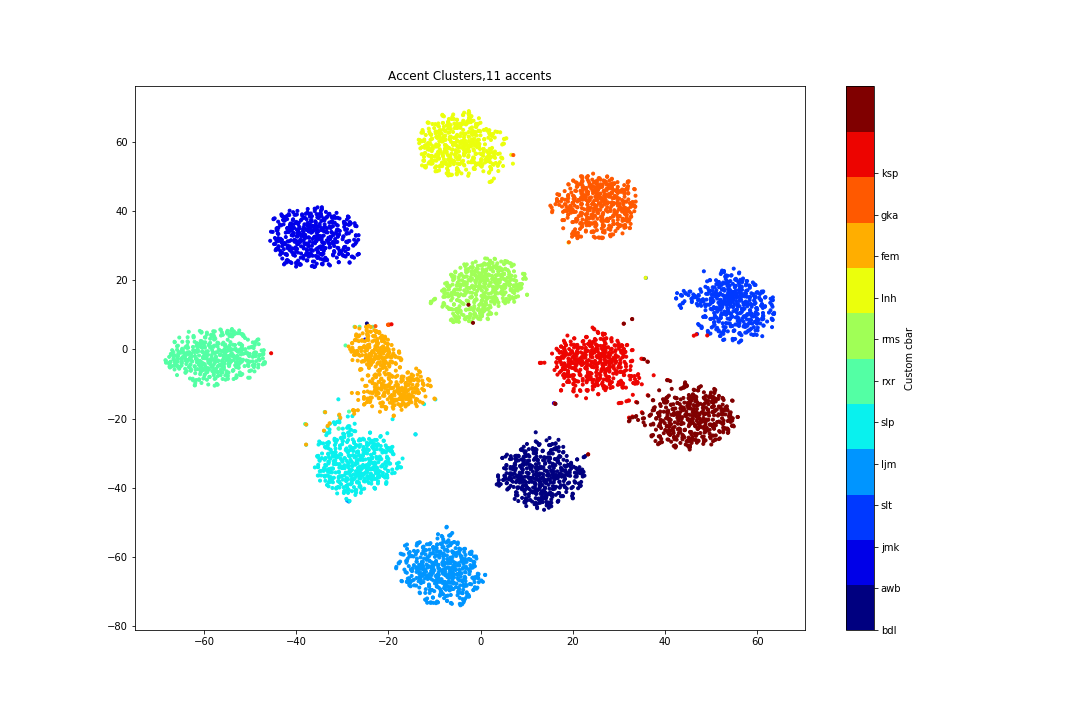 Accent Clusters,11 accents
60
40
20
0
−20
−40
−60
−80
−60
−40
−20
0
20
40
60
ksp
gka
fem
lnh
rms
rxr
slp
ljm
slt
jmk
awb
bdl
Custom cbar